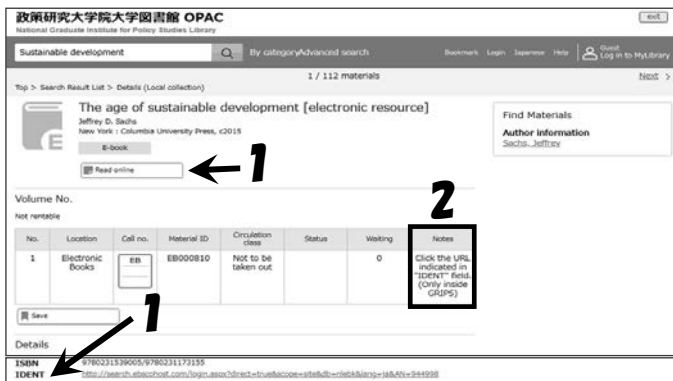 政策研究大学院大学図書館 OPAC
National Graduate Institute for Policy Studies Library
exit
Sustainable development
By category
Advanced search
Bookmark Login Japanese Help
Guest
Log in to MyLibrary
1 / 112 materials
Next >
Top > Search Result List > Details (Local collection)
The age of sustainable development [electronic resource]
Jeffrey D. Sachs
New York : Columbia University Press, c2015
E-book
Read online
1
Find Materials
Author information
Sachs, Jeffrey
Volume No.
Not rentable
2
No. Location Call no. Material ID Circulation class Status Waiting Notes
1 Electronic Books EB EB000810 Not to be taken out 0 Click the URL indicated in "IDENT" field. (Only inside GRIPS)
Save
1
Details
ISBN 9780231539005/9780231173155
IDENT http://search.ebscohost.com/login.aspx?direct=true&scope=site&db=nlebk&lang=ja&AN=944998